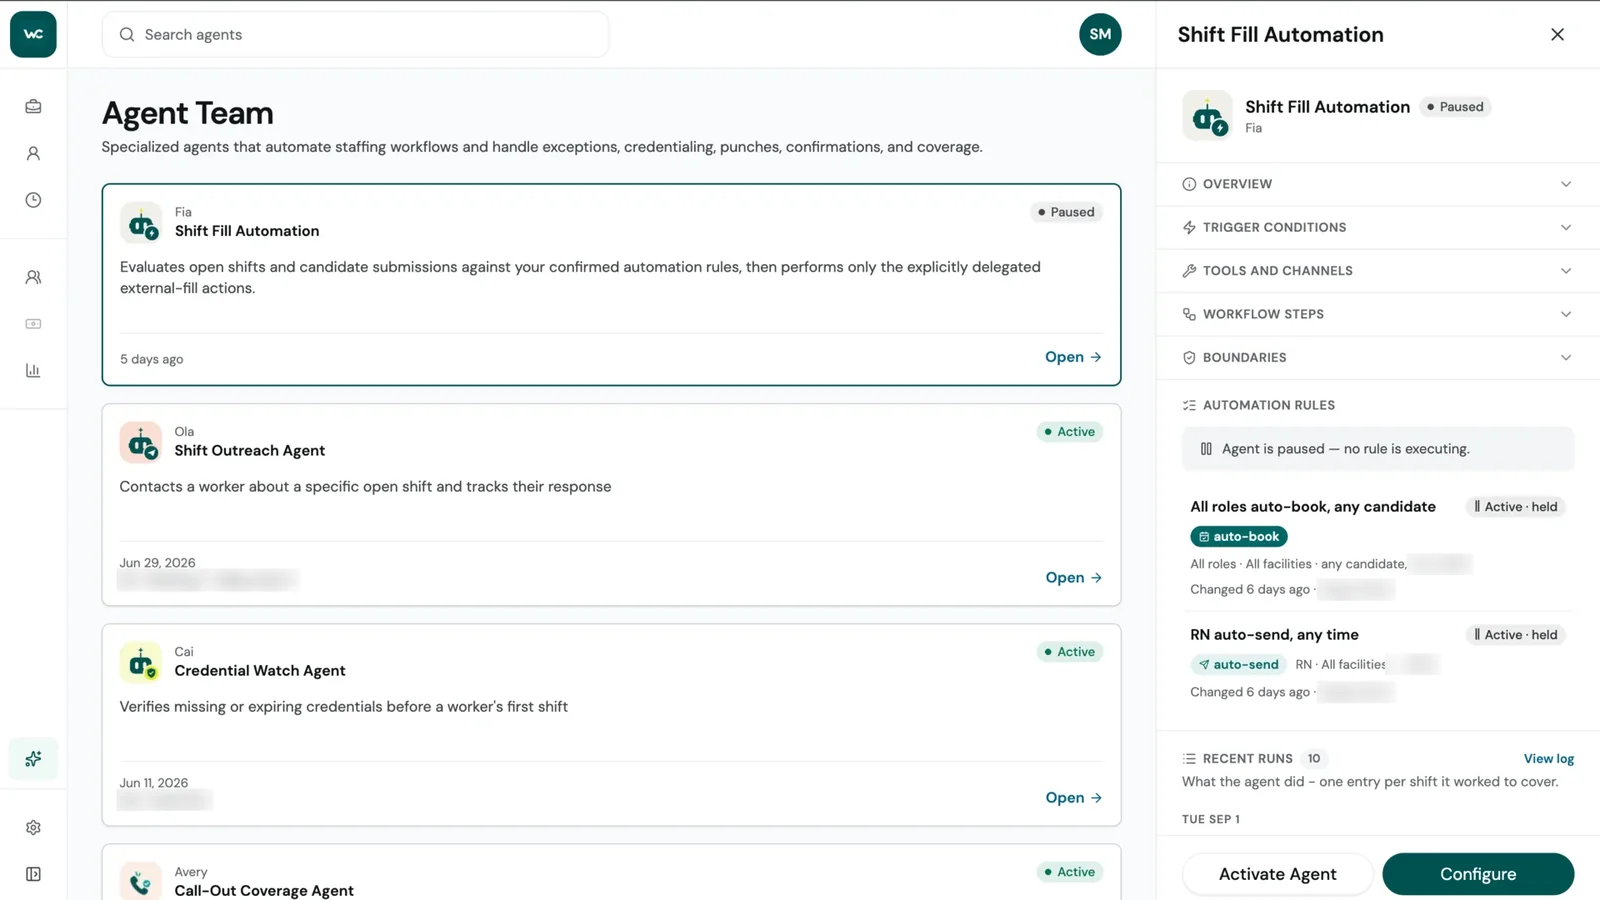 WC
Search agents
SM
Agent Team
Specialized agents that automate staffing workflows and handle exceptions, credentialing, punches, confirmations, and coverage.
Fia
Shift Fill Automation
Paused
Evaluates open shifts and candidate submissions against your confirmed automation rules, then performs only the explicitly delegated
external-fill actions.
5 days ago
Open →
Ola
Shift Outreach Agent
Active
Contacts a worker about a specific open shift and tracks their response
Jun 29, 2026
Open →
Cai
Credential Watch Agent
Active
Verifies missing or expiring credentials before a worker's first shift
Jun 11, 2026
Open →
Avery
Call-Out Coverage Agent
Active
Shift Fill Automation
Shift Fill Automation
Paused
Fia
OVERVIEW
TRIGGER CONDITIONS
TOOLS AND CHANNELS
WORKFLOW STEPS
BOUNDARIES
AUTOMATION RULES
Agent is paused — no rule is executing.
All roles auto-book, any candidate
Active · held
auto-book
All roles · All facilities · any candidate,
Changed 6 days ago ·
RN auto-send, any time
Active · held
auto-send
RN · All facilities
Changed 6 days ago ·
RECENT RUNS 10
View log
What the agent did - one entry per shift it worked to cover.
TUE SEP 1
Activate Agent
Configure